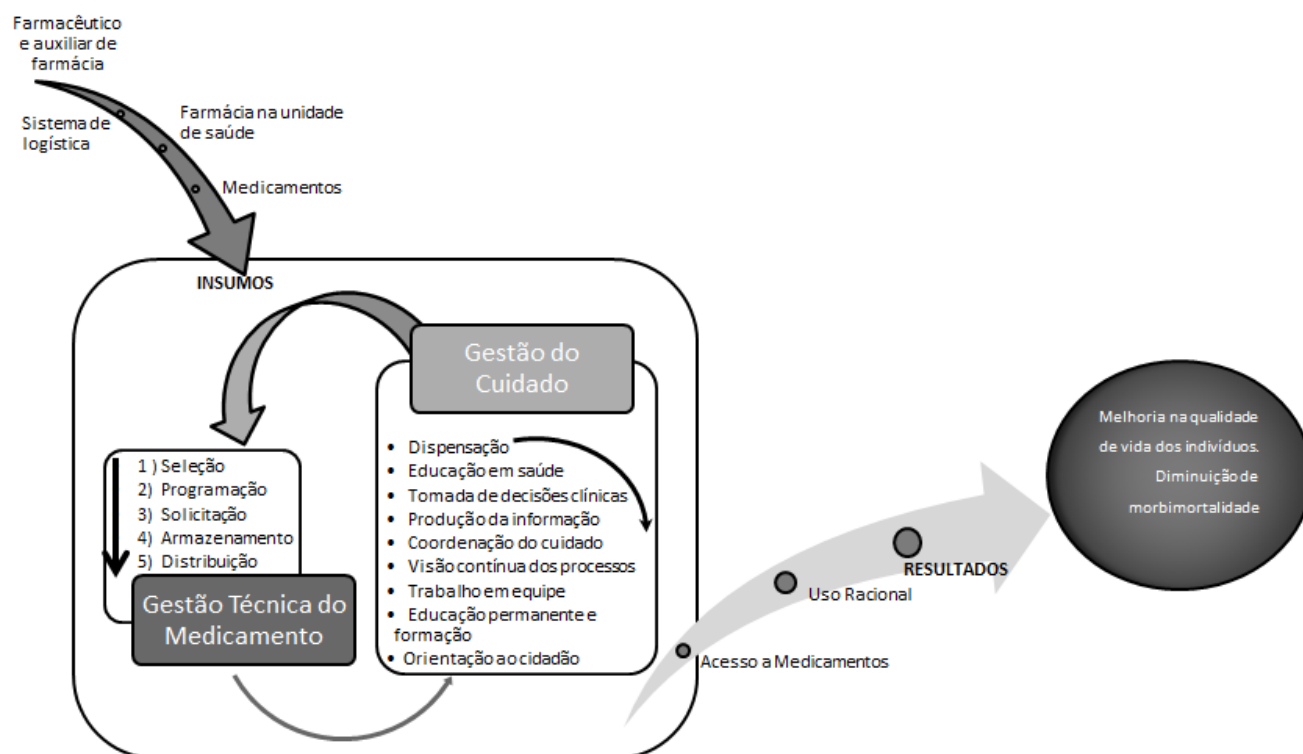 Farmacêutico
e auxiliar de
farmácia
Sistema de
logística
Farmácia na unidade
de saúde
Medicamentos
INSUMOS
Gestão do
Cuidado
1 ) Seleção
2) Programação
3) Solicitação
4) Armazenamento
5) Distribuição
Gestão Técnica do
Medicamento
• Dispensação
• Educação em saúde
• Tomada de decisões clínicas
• Produção da informação
• Coordenação do cuidado
• Visão contínua dos processos
• Trabalho em equipe
• Educação permanente e
formação
• Orientação ao cidadão
Acesso a Medicamentos
Uso Racional
RESULTADOS
Melhoria na qualidade
de vida dos indivíduos.
Diminuição de
morbimortalidade